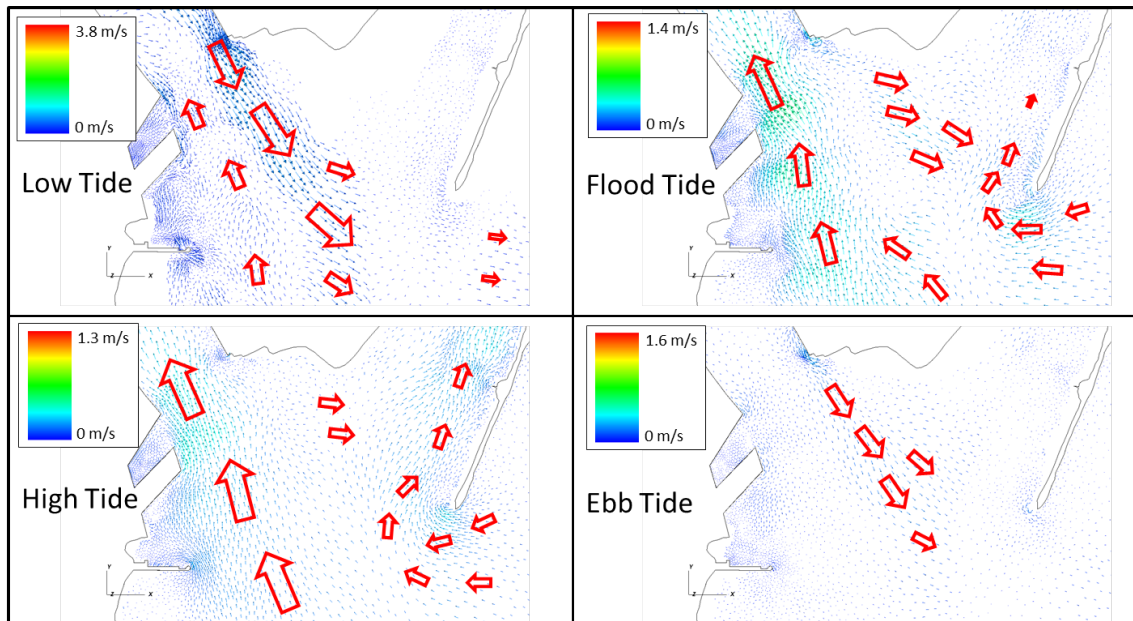 3.8 m/s
0 m/s
Low Tide
Y
Z
X
1.4 m/s
0 m/s
Flood Tide
Y
Z
X
1.3 m/s
0 m/s
High Tide
Y
Z
X
1.6 m/s
0 m/s
Ebb Tide
Y
Z
X